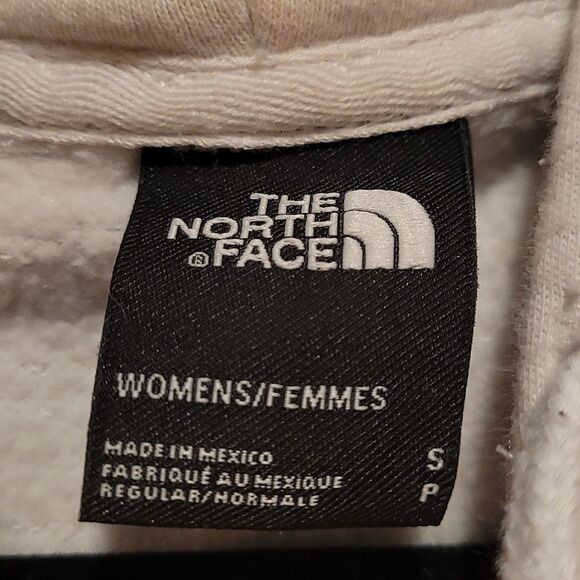 THE
NORTH
® FACE
WOMENS/FEMMES
MADE IN MEXICO S
FABRIQUÉ AU MEXIQUE
REGULAR/NORMALE P